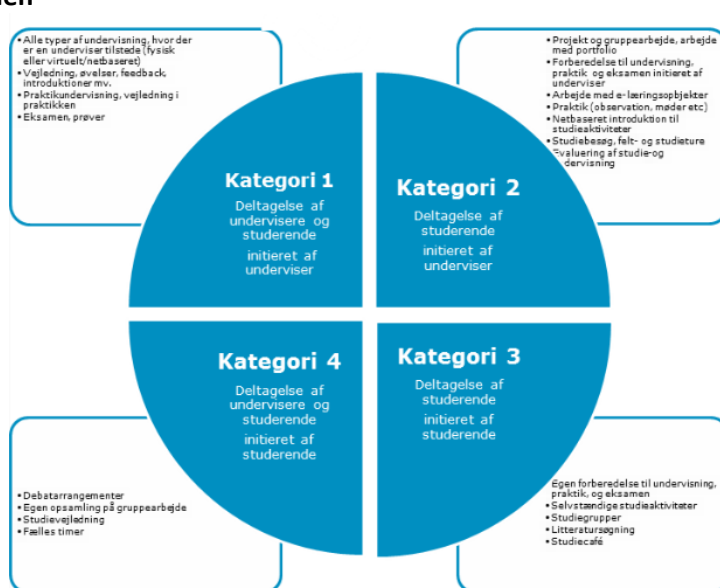 • Alle typer af undervisning, hvor der
er en underviser tilstede (fysisk
eller virtuelt/netbaseret)
• Vejledning, øvelser, feedback,
introduktioner mv.
• Praktikundervisning, vejledning i
praktikken
• Eksamen, prøver
• Projekt og gruppearbejde, arbejde
med portfolio
• Forberedelse til undervisning,
praktik og eksamen initieret af
underviser
• Arbejde med e-læringsobjekter
• Praktik (observation, møder etc)
• Netbaseret introduktion til
studieaktiviteter
• Studiebesøg, felt- og studieture
Evaluering af studie-og
undervisning
Kategori 1
Deltagelse af
undervisere og
studerende
initieret af
underviser
Kategori 2
Deltagelse af
studerende
initieret af
underviser
Kategori 4
Deltagelse af
undervisere og
studerende
initieret af
studerende
Kategori 3
Deltagelse af
studerende
initieret af
studerende
• Debatarrangementer
• Egen opsamling på gruppearbejde
• Studievejledning
• Fælles timer
Egen forberedelse til undervisning,
praktik, og eksamen
• Selvstændige studieaktiviteter
• Studiegrupper
• Litteratursøgning
• Studiecafé